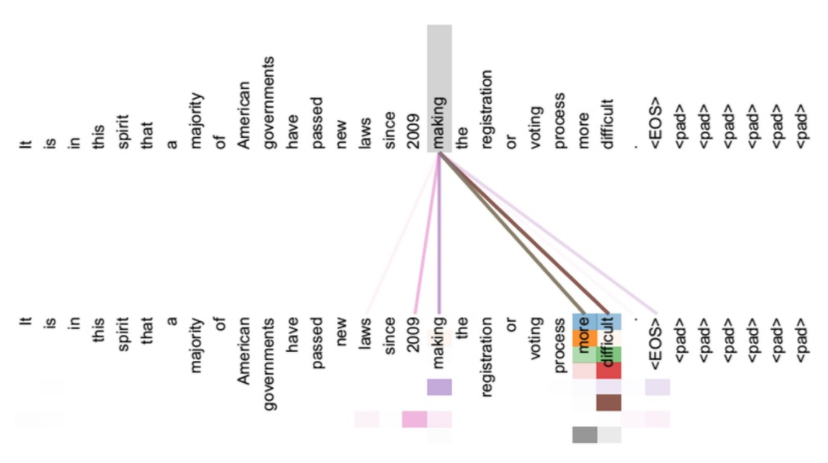 It is in this spirit that a majority of American governments have passed new laws since 2009 making the registration or voting process more difficult . <EOS> <pad> <pad> <pad> <pad> <pad> <pad>
It is in this spirit that a majority of American governments have passed new laws since 2009 making the registration or voting process more difficult . <EOS> <pad> <pad> <pad> <pad> <pad> <pad>